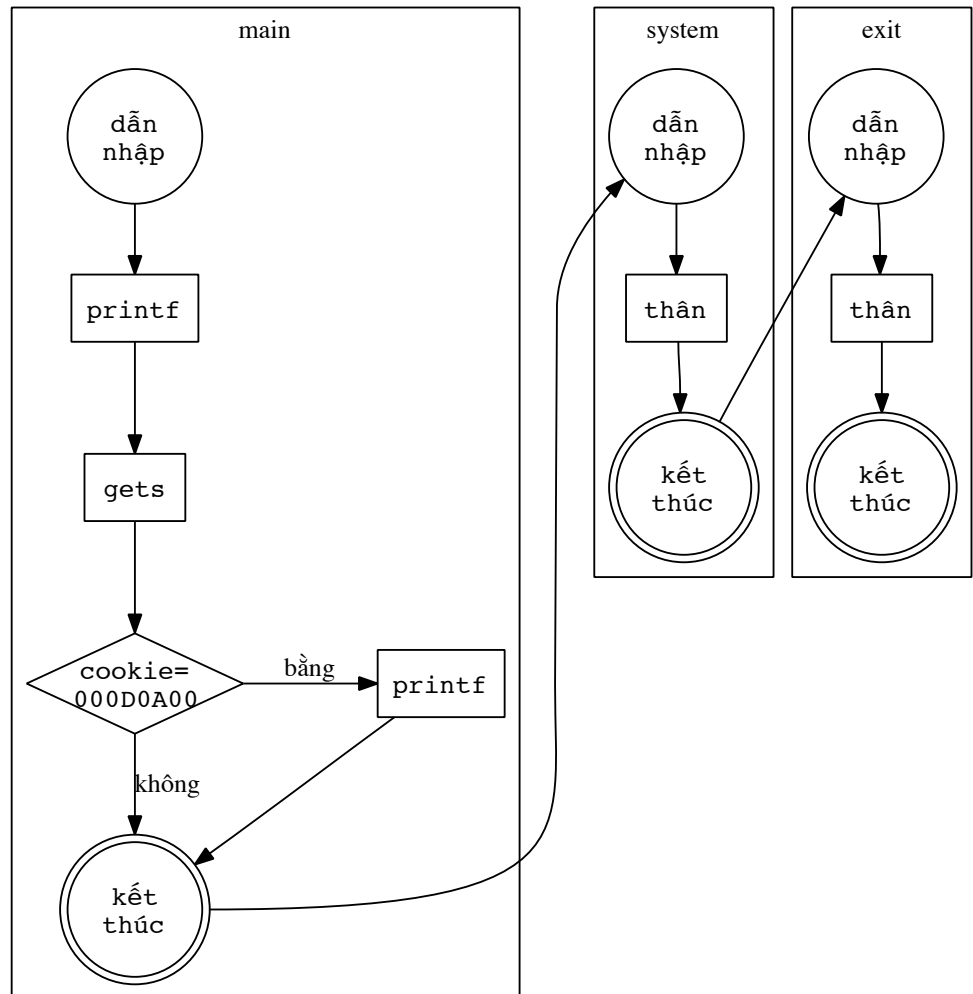 main
dẫn
nhập
printf
gets
cookie=
000D0A00
bằng
printf
không
kết
thúc
system
dẫn
nhập
thân
kết
thúc
exit
dẫn
nhập
thân
kết
thúc